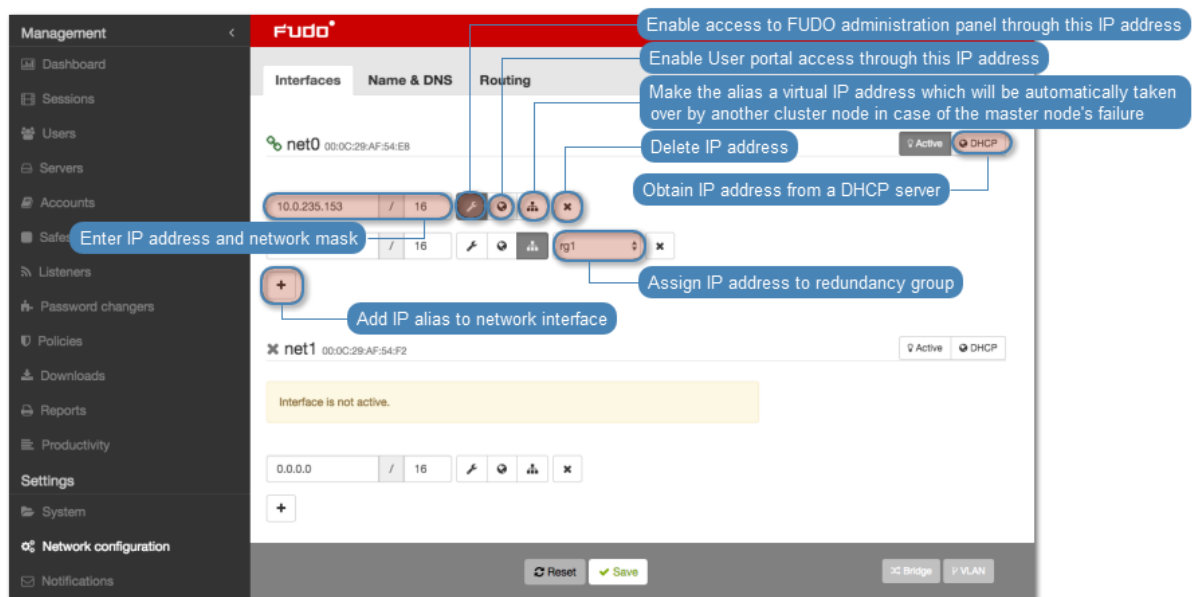 Management
Dashboard
Sessions
Users
Servers
Accounts
Safes
Listeners
Password changers
Policies
Downloads
Reports
Productivity
Settings
System
Network configuration
Notifications
FUDO
Enable access to FUDO administration panel through this IP address
Interfaces Name & DNS Routing
Enable User portal access through this IP address
Make the alias a virtual IP address which will be automatically taken
over by another cluster node in case of the master node's failure
net0 00:0C:29:AF:54:E8
Delete IP address
Active DHCP
Obtain IP address from a DHCP server
10.0.235.153 / 16
Enter IP address and network mask
/ 16 rg1
Assign IP address to redundancy group
+
Add IP alias to network interface
net1 00:0C:29:AF:54:F2
Active DHCP
Interface is not active.
0.0.0.0 / 16
+
Reset Save
Bridge VLAN